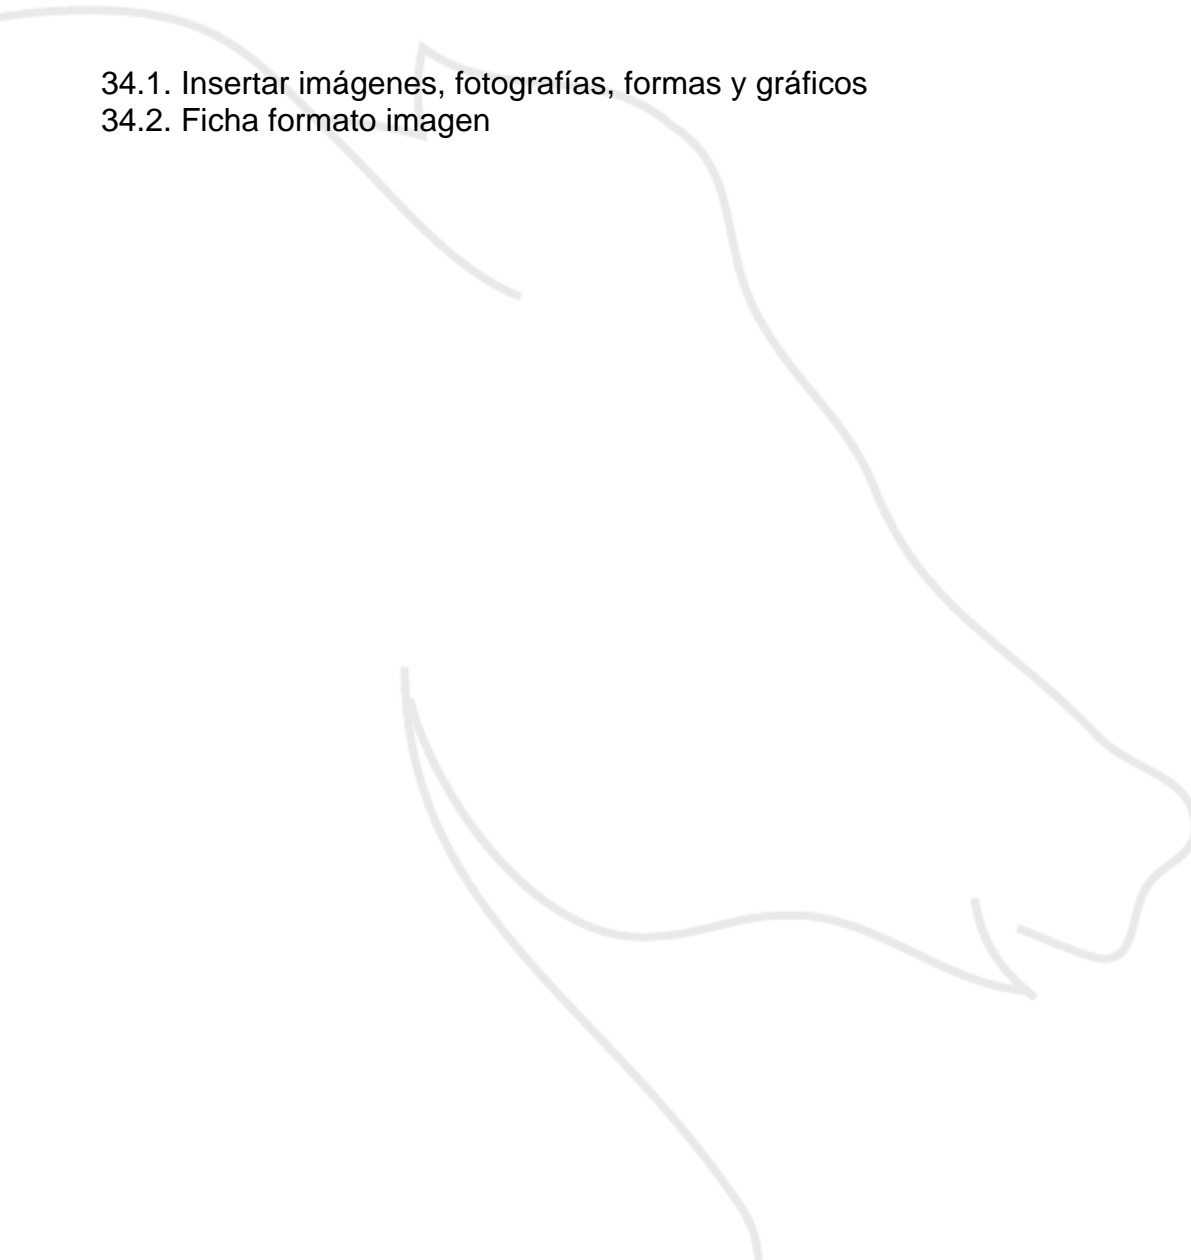 34.1. Insertar imágenes, fotografías, formas y gráficos
34.2. Ficha formato imagen